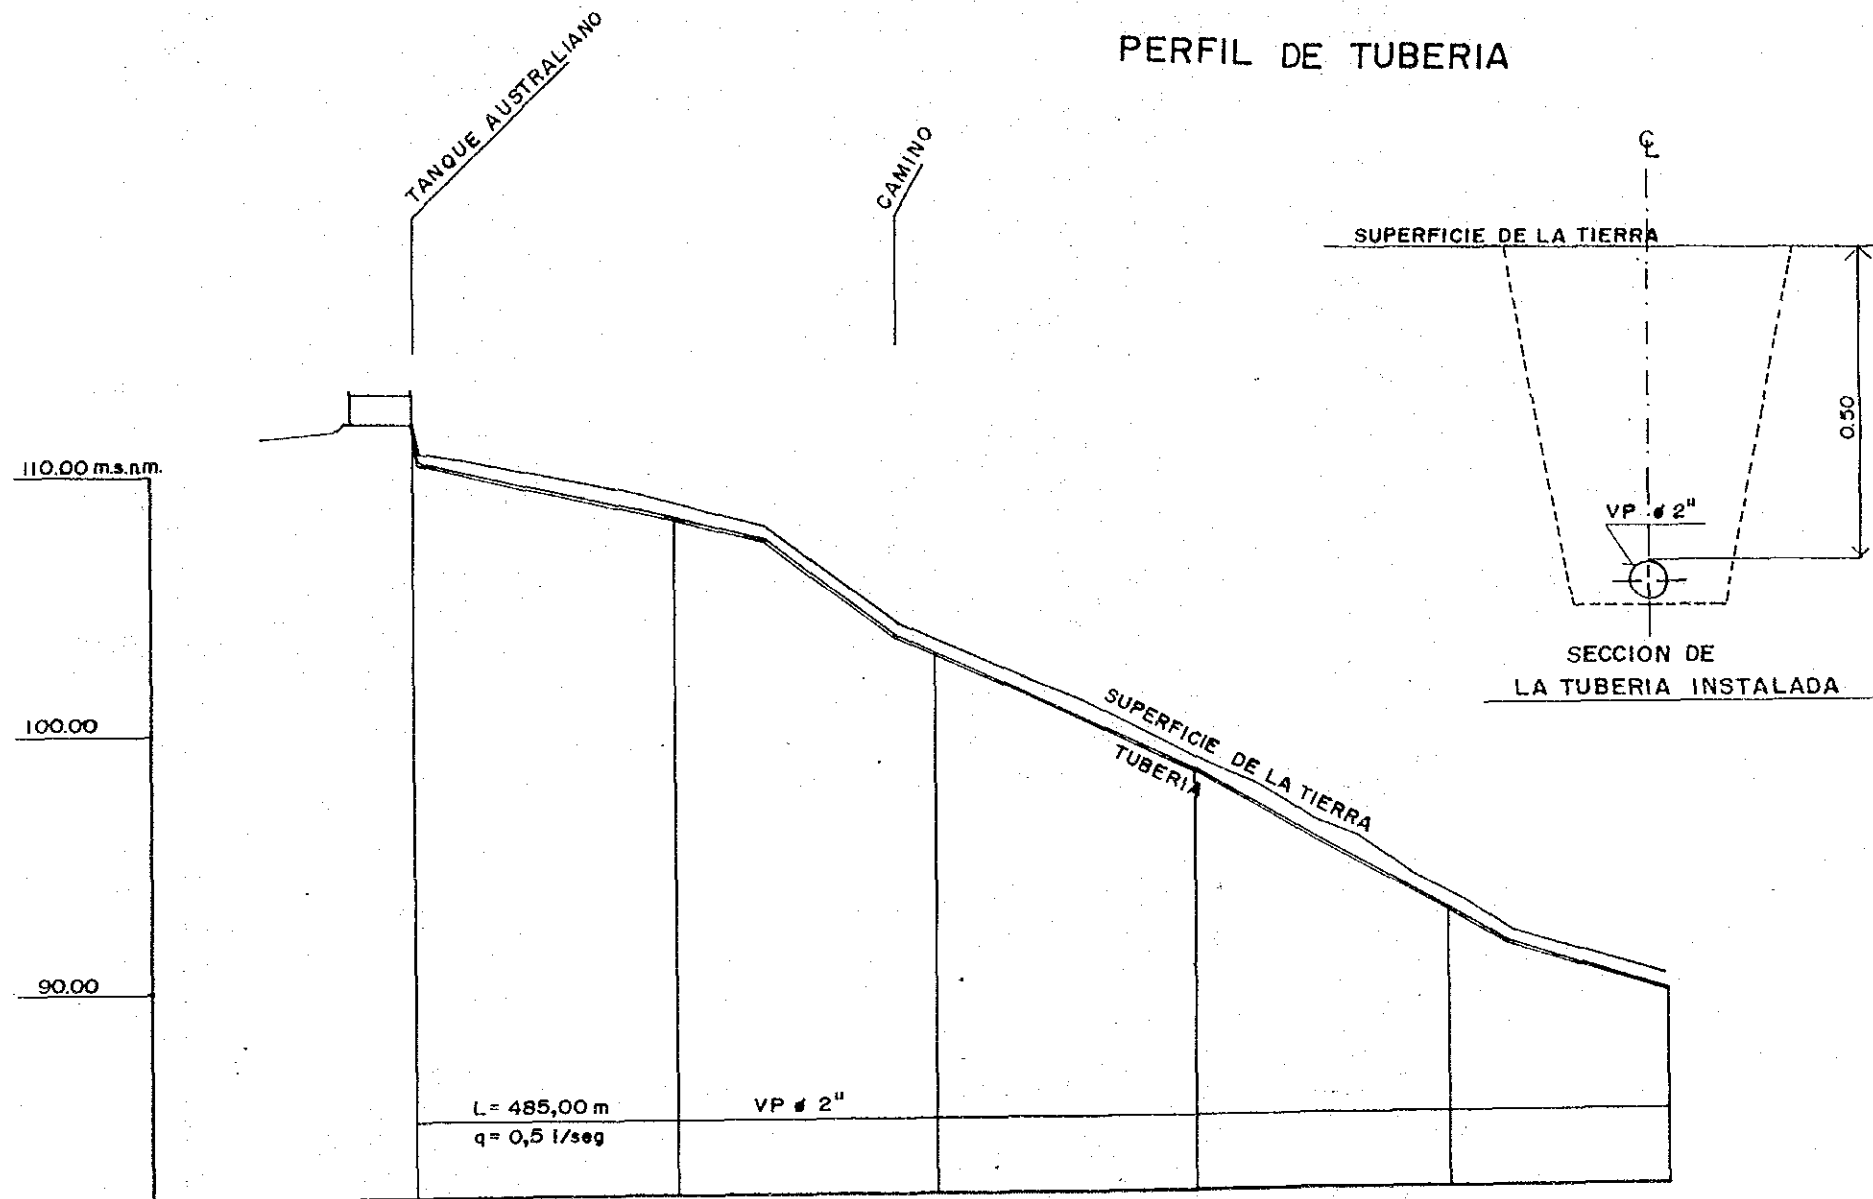 PERFIL DE TUBERIA
TANQUE AUSTRALIANO
CAMINO
℄
SUPERFICIE DE LA TIERRA
0.50
VP ø 2"
SECCION DE
LA TUBERIA INSTALADA
110.00 m.s.n.m.
100.00
90.00
SUPERFICIE DE LA TIERRA
TUBERIA
L= 485,00 m
VP ø 2"
q= 0,5 l/seg